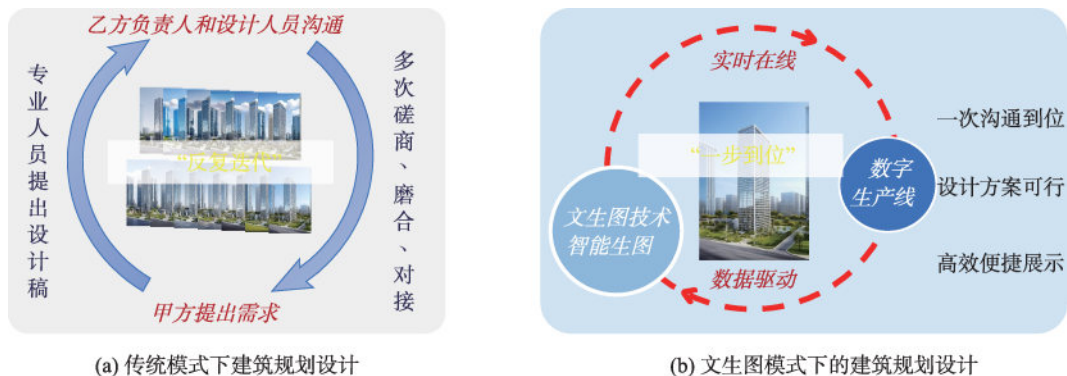 乙方负责人和设计人员沟通
专业人员提出设计稿
“反复迭代”
多次磋商、磨合、对接
甲方提出需求
(a) 传统模式下建筑规划设计
实时在线
“一步到位”
文生图技术
智能生图
数字
生产线
数据驱动
一次沟通到位
设计方案可行
高效便捷展示
(b) 文生图模式下的建筑规划设计